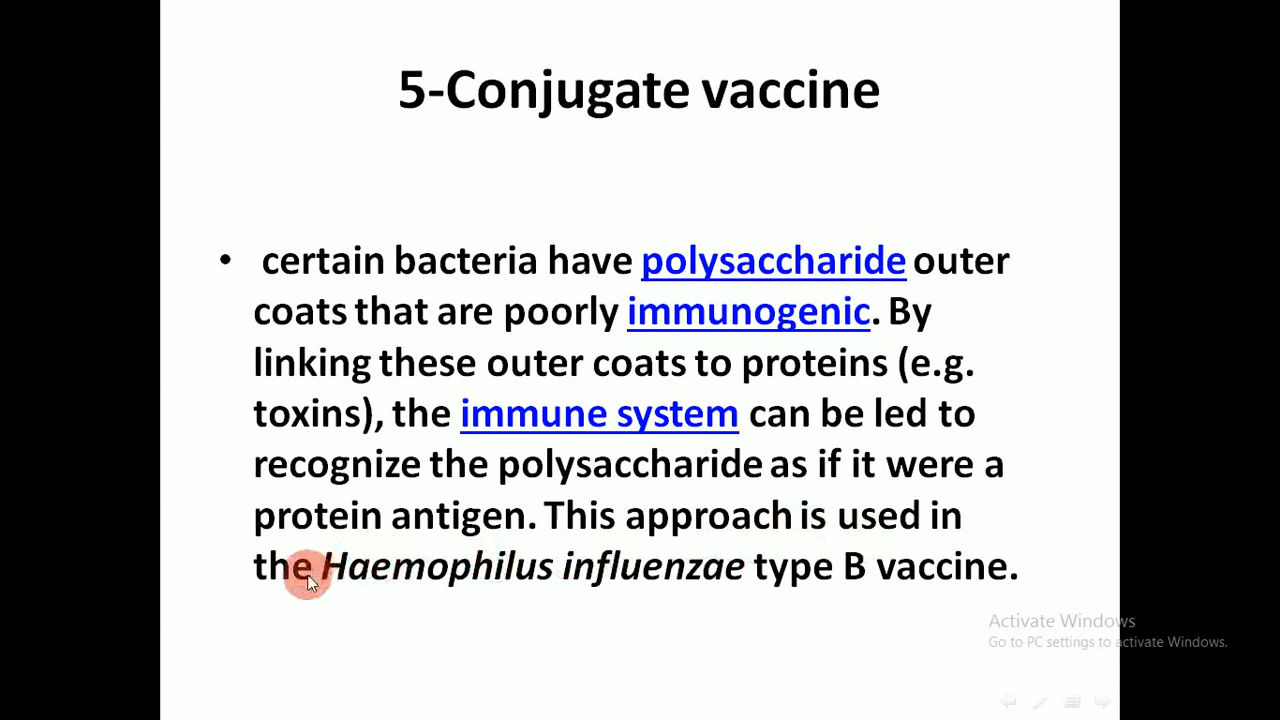 5-Conjugate vaccine
• certain bacteria have polysaccharide outer
coats that are poorly immunogenic. By
linking these outer coats to proteins (e.g.
toxins), the immune system can be led to
recognize the polysaccharide as if it were a
protein antigen. This approach is used in
the Haemophilus influenzae type B vaccine.
Activate Windows
Go to PC settings to activate Windows.